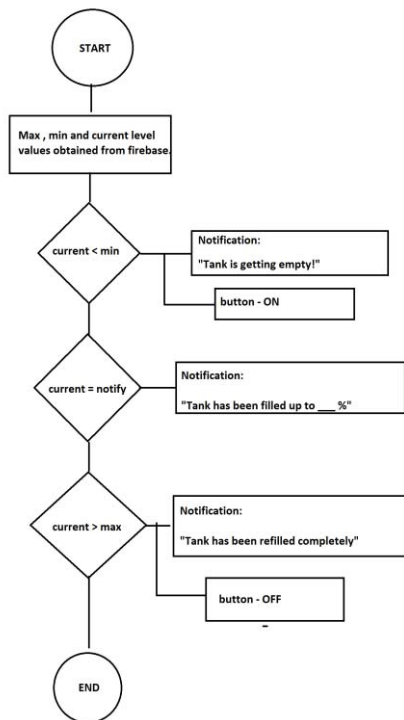 START
Max , min and current level
values obtained from firebase.
current < min
Notification:
"Tank is getting empty!"
button - ON
current = notify
Notification:
"Tank has been filled up to ___ %"
current > max
Notification:
"Tank has been refilled completely"
button - OFF
END